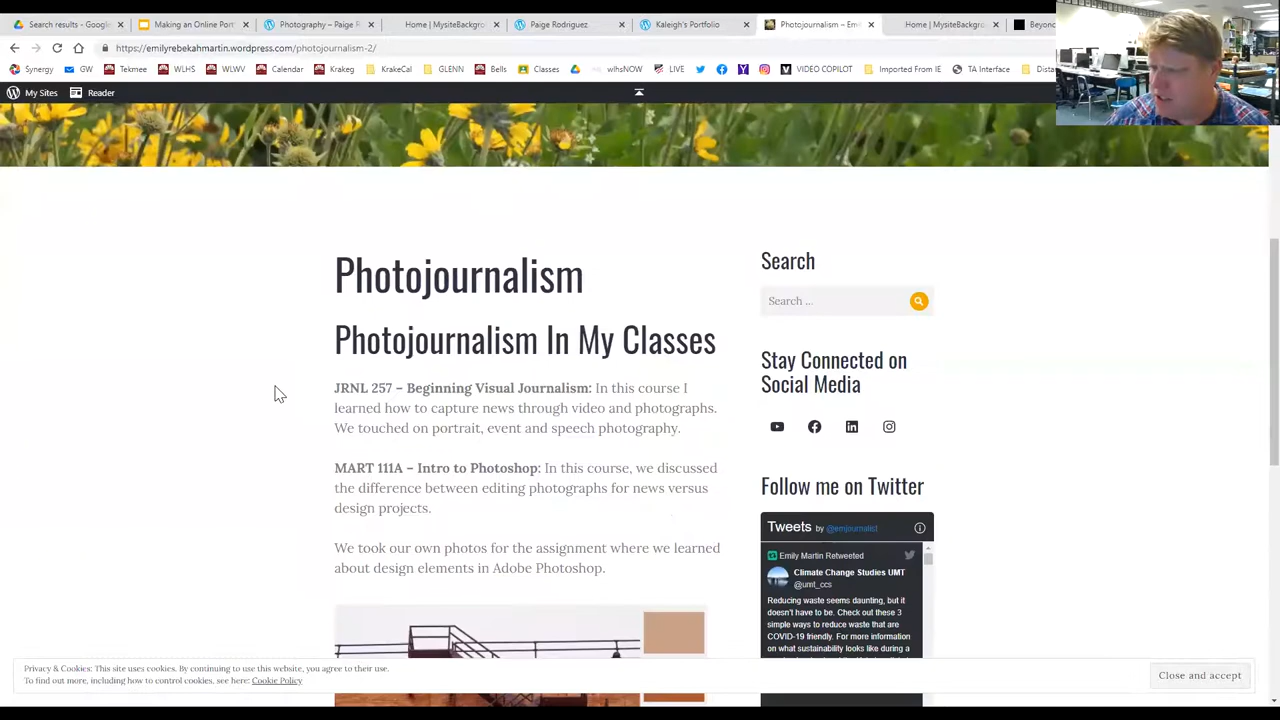 Search results - Google
Making an Online Port
Photography – Paige R
Home | MysiteBackgro
Paige Rodriguez
Kaleigh's Portfolio
Photojournalism – Em
Home | MysiteBackgro
Beyonc
https://emilyrebekahmartin.wordpress.com/photojournalism-2/
Synergy
GW
Tekmee
WLHS
WLWV
Calendar
Krakeg
KrakeCal
GLENN
Bells
Classes
wlhsNOW
LIVE
VIDEO COPILOT
Imported From IE
TA Interface
Dista
My Sites
Reader
Photojournalism
Photojournalism In My Classes
JRNL 257 – Beginning Visual Journalism: In this course I
learned how to capture news through video and photographs.
We touched on portrait, event and speech photography.
MART 111A – Intro to Photoshop: In this course, we discussed
the difference between editing photographs for news versus
design projects.
We took our own photos for the assignment where we learned
about design elements in Adobe Photoshop.
Search
Search ...
Stay Connected on
Social Media
Follow me on Twitter
Tweets by @emjournalist
Emily Martin Retweeted
Climate Change Studies UMT
@umt_ccs
Reducing waste seems daunting, but it
doesn't have to be. Check out these 3
simple ways to reduce waste that are
COVID-19 friendly. For more information
on what sustainability looks like during a
Privacy & Cookies: This site uses cookies. By continuing to use this website, you agree to their use.
To find out more, including how to control cookies, see here: Cookie Policy
Close and accept